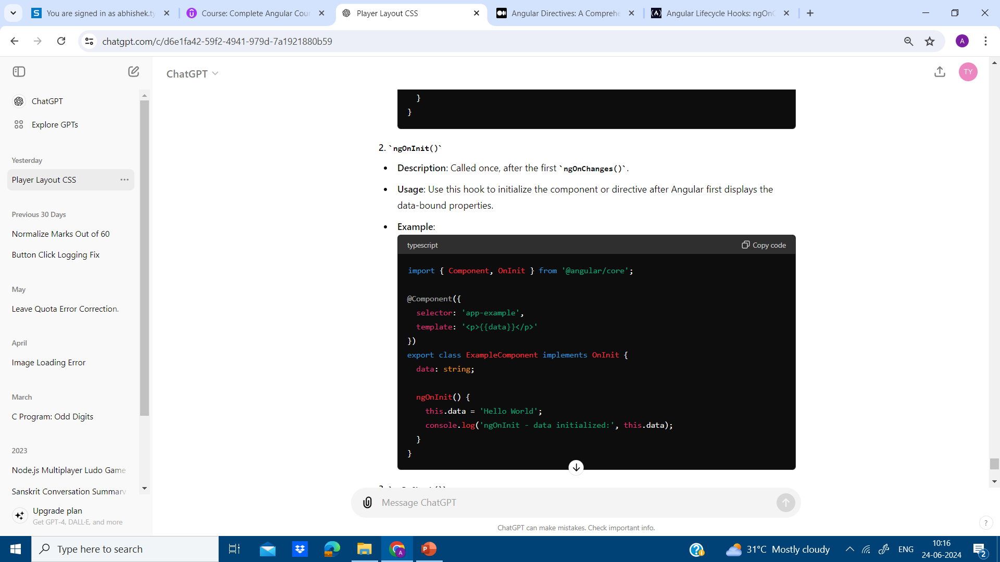 You are signed in as abhishek.ty
Course: Complete Angular Cour
Player Layout CSS
Angular Directives: A Comprehe
Angular Lifecycle Hooks: ngOnC
chatgpt.com/c/d6e1fa42-59f2-4941-979d-7a1921880b59
A
ChatGPT
TY
ChatGPT
Explore GPTs
Yesterday
Player Layout CSS
Previous 30 Days
Normalize Marks Out of 60
Button Click Logging Fix
May
Leave Quota Error Correction.
April
Image Loading Error
March
C Program: Odd Digits
2023
Node.js Multiplayer Ludo Game
Sanskrit Conversation Summary
Upgrade plan
Get GPT-4, DALL·E, and more
}
}
2. `ngOnInit()`
• Description: Called once, after the first `ngOnChanges()`.
• Usage: Use this hook to initialize the component or directive after Angular first displays the
data-bound properties.
• Example:
typescript
Copy code
import { Component, OnInit } from '@angular/core';
@Component({
selector: 'app-example',
template: '<p>{{data}}</p>'
})
export class ExampleComponent implements OnInit {
data: string;
ngOnInit() {
this.data = 'Hello World';
console.log('ngOnInit - data initialized:', this.data);
}
}
Message ChatGPT
ChatGPT can make mistakes. Check important info.
?
Type here to search
31°C Mostly cloudy
ENG
10:16
24-06-2024
2